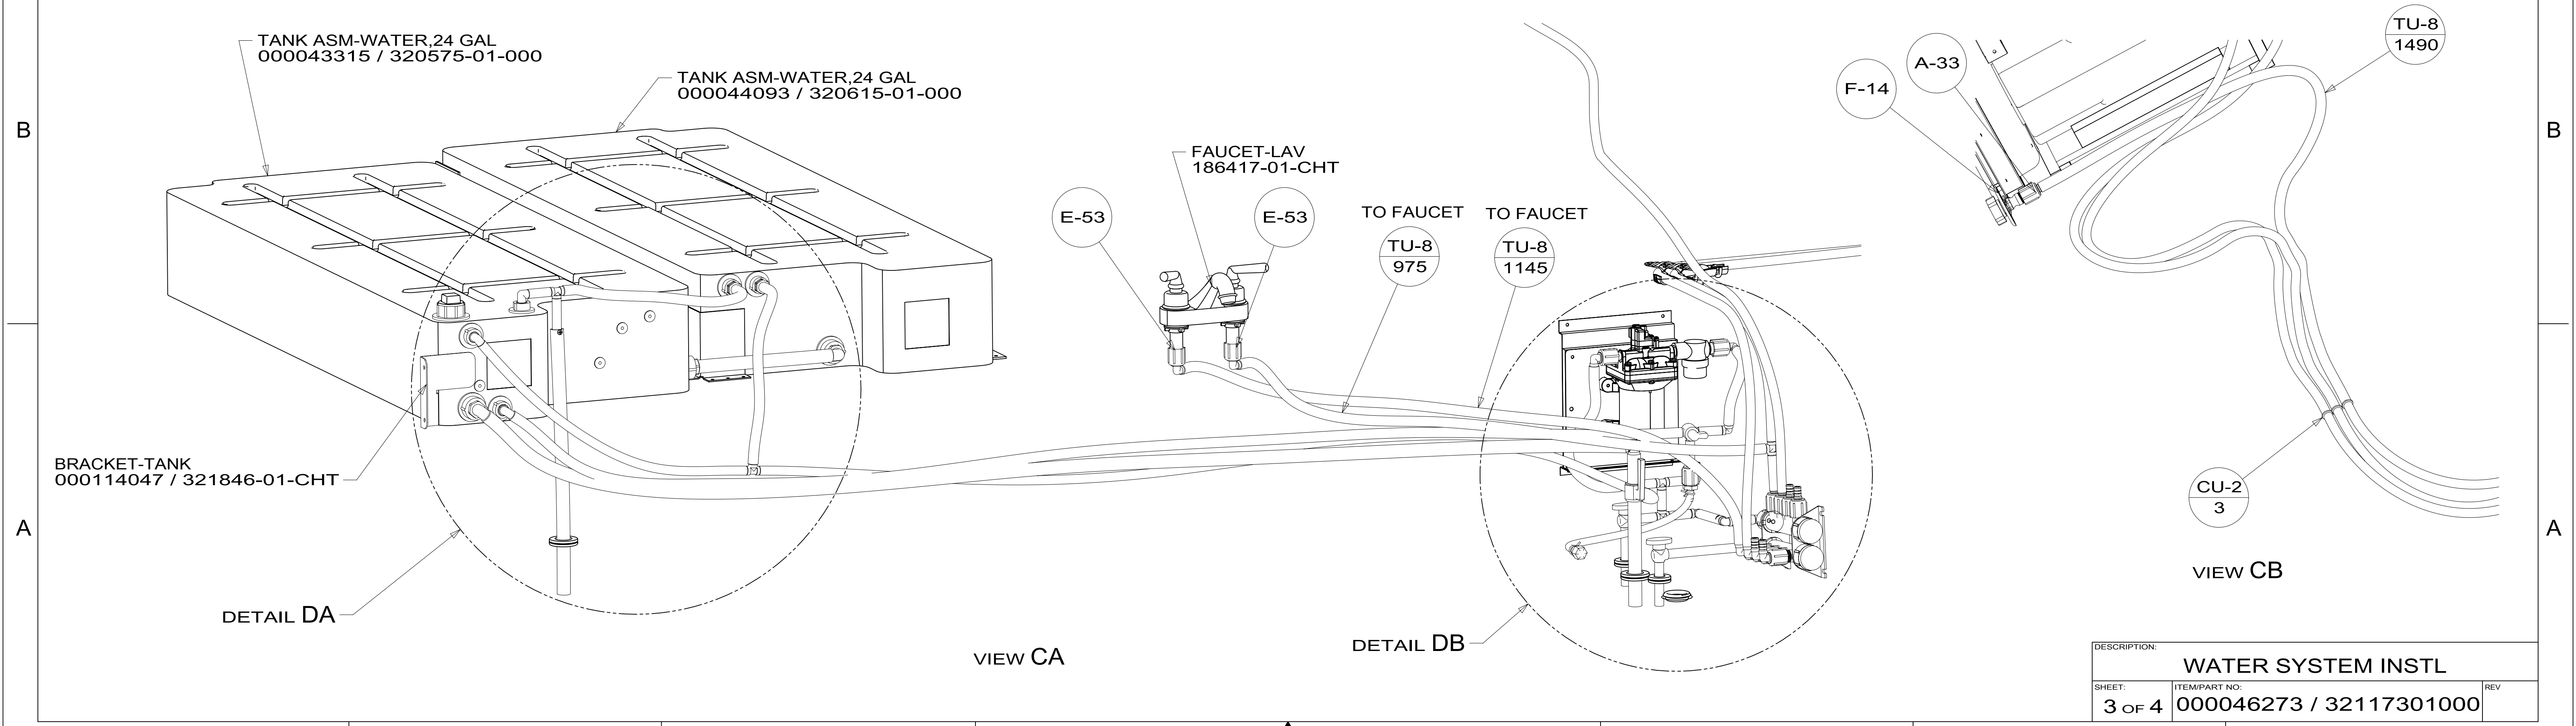 TANK ASM-WATER,24 GAL
000043315 / 320575-01-000
TANK ASM-WATER,24 GAL
000044093 / 320615-01-000
FAUCET-LAV
186417-01-CHT
E-53
E-53
TO FAUCET
TU-8
975
TO FAUCET
TU-8
1145
F-14
A-33
TU-8
1490
B
B
BRACKET-TANK
000114047 / 321846-01-CHT
CU-2
3
A
A
DETAIL DA
VIEW CA
DETAIL DB
VIEW CB
DESCRIPTION:
WATER SYSTEM INSTL
SHEET:
3 OF 4
ITEM/PART NO:
000046273 / 32117301000
REV